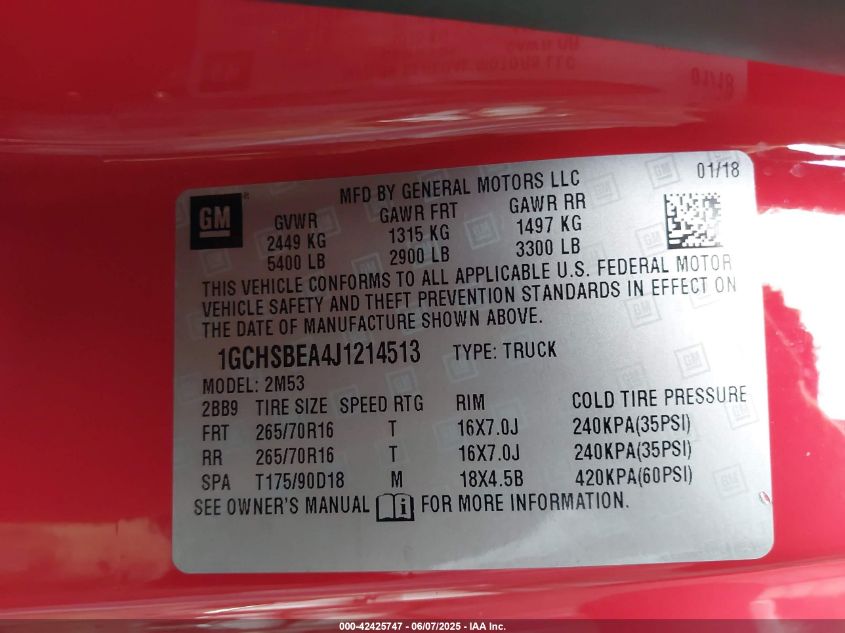 01/18
GM
MFD BY GENERAL MOTORS LLC
GVWR GAWR FRT GAWR RR
2449 KG 1315 KG 1497 KG
5400 LB 2900 LB 3300 LB
THIS VEHICLE CONFORMS TO ALL APPLICABLE U.S. FEDERAL MOTOR
VEHICLE SAFETY AND THEFT PREVENTION STANDARDS IN EFFECT ON
THE DATE OF MANUFACTURE SHOWN ABOVE.
1GCHSBEA4J1214513 TYPE: TRUCK
MODEL: 2M53
2BB9 TIRE SIZE SPEED RTG RIM COLD TIRE PRESSURE
FRT 265/70R16 T 16X7.0J 240KPA(35PSI)
RR 265/70R16 T 16X7.0J 240KPA(35PSI)
SPA T175/90D18 M 18X4.5B 420KPA(60PSI)
SEE OWNER'S MANUAL FOR MORE INFORMATION.
000-42425747 - 06/07/2025 - IAA Inc.